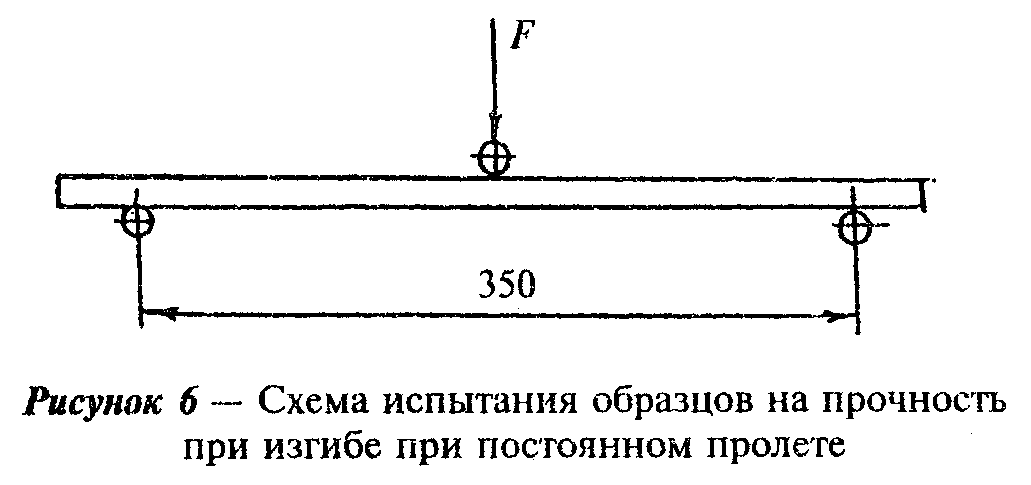 F
350
Рисунок 6 — Схема испытания образцов на прочность
при изгибе при постоянном пролете